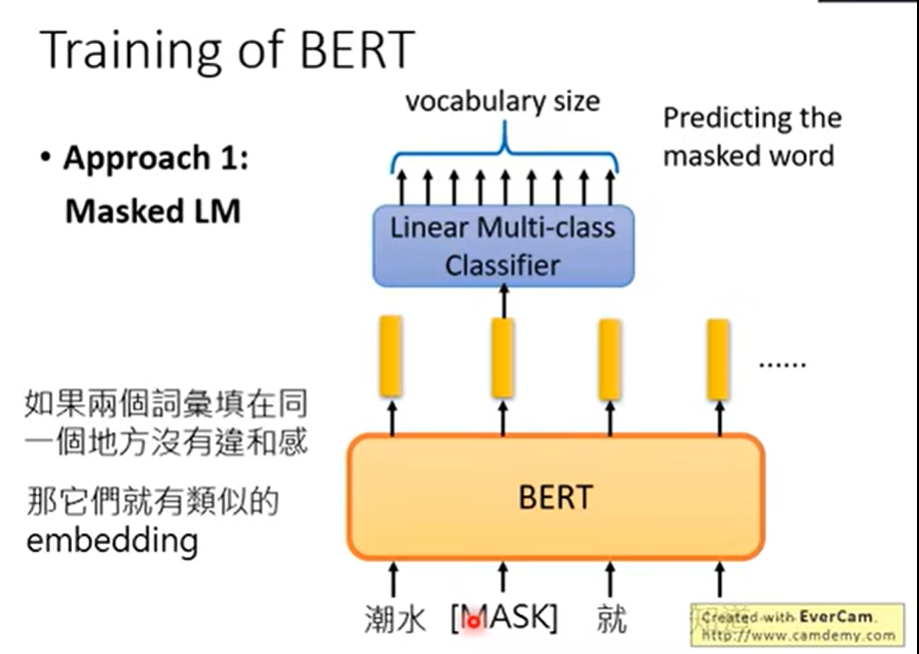 Training of BERT
• Approach 1:
Masked LM
vocabulary size
Predicting the
masked word
Linear Multi-class
Classifier
......
如果兩個詞彙填在同
一個地方沒有違和感
那它們就有類似的
embedding
BERT
潮水 [MASK] 就 知道
Created with EverCam.
http://www.camdemy.com